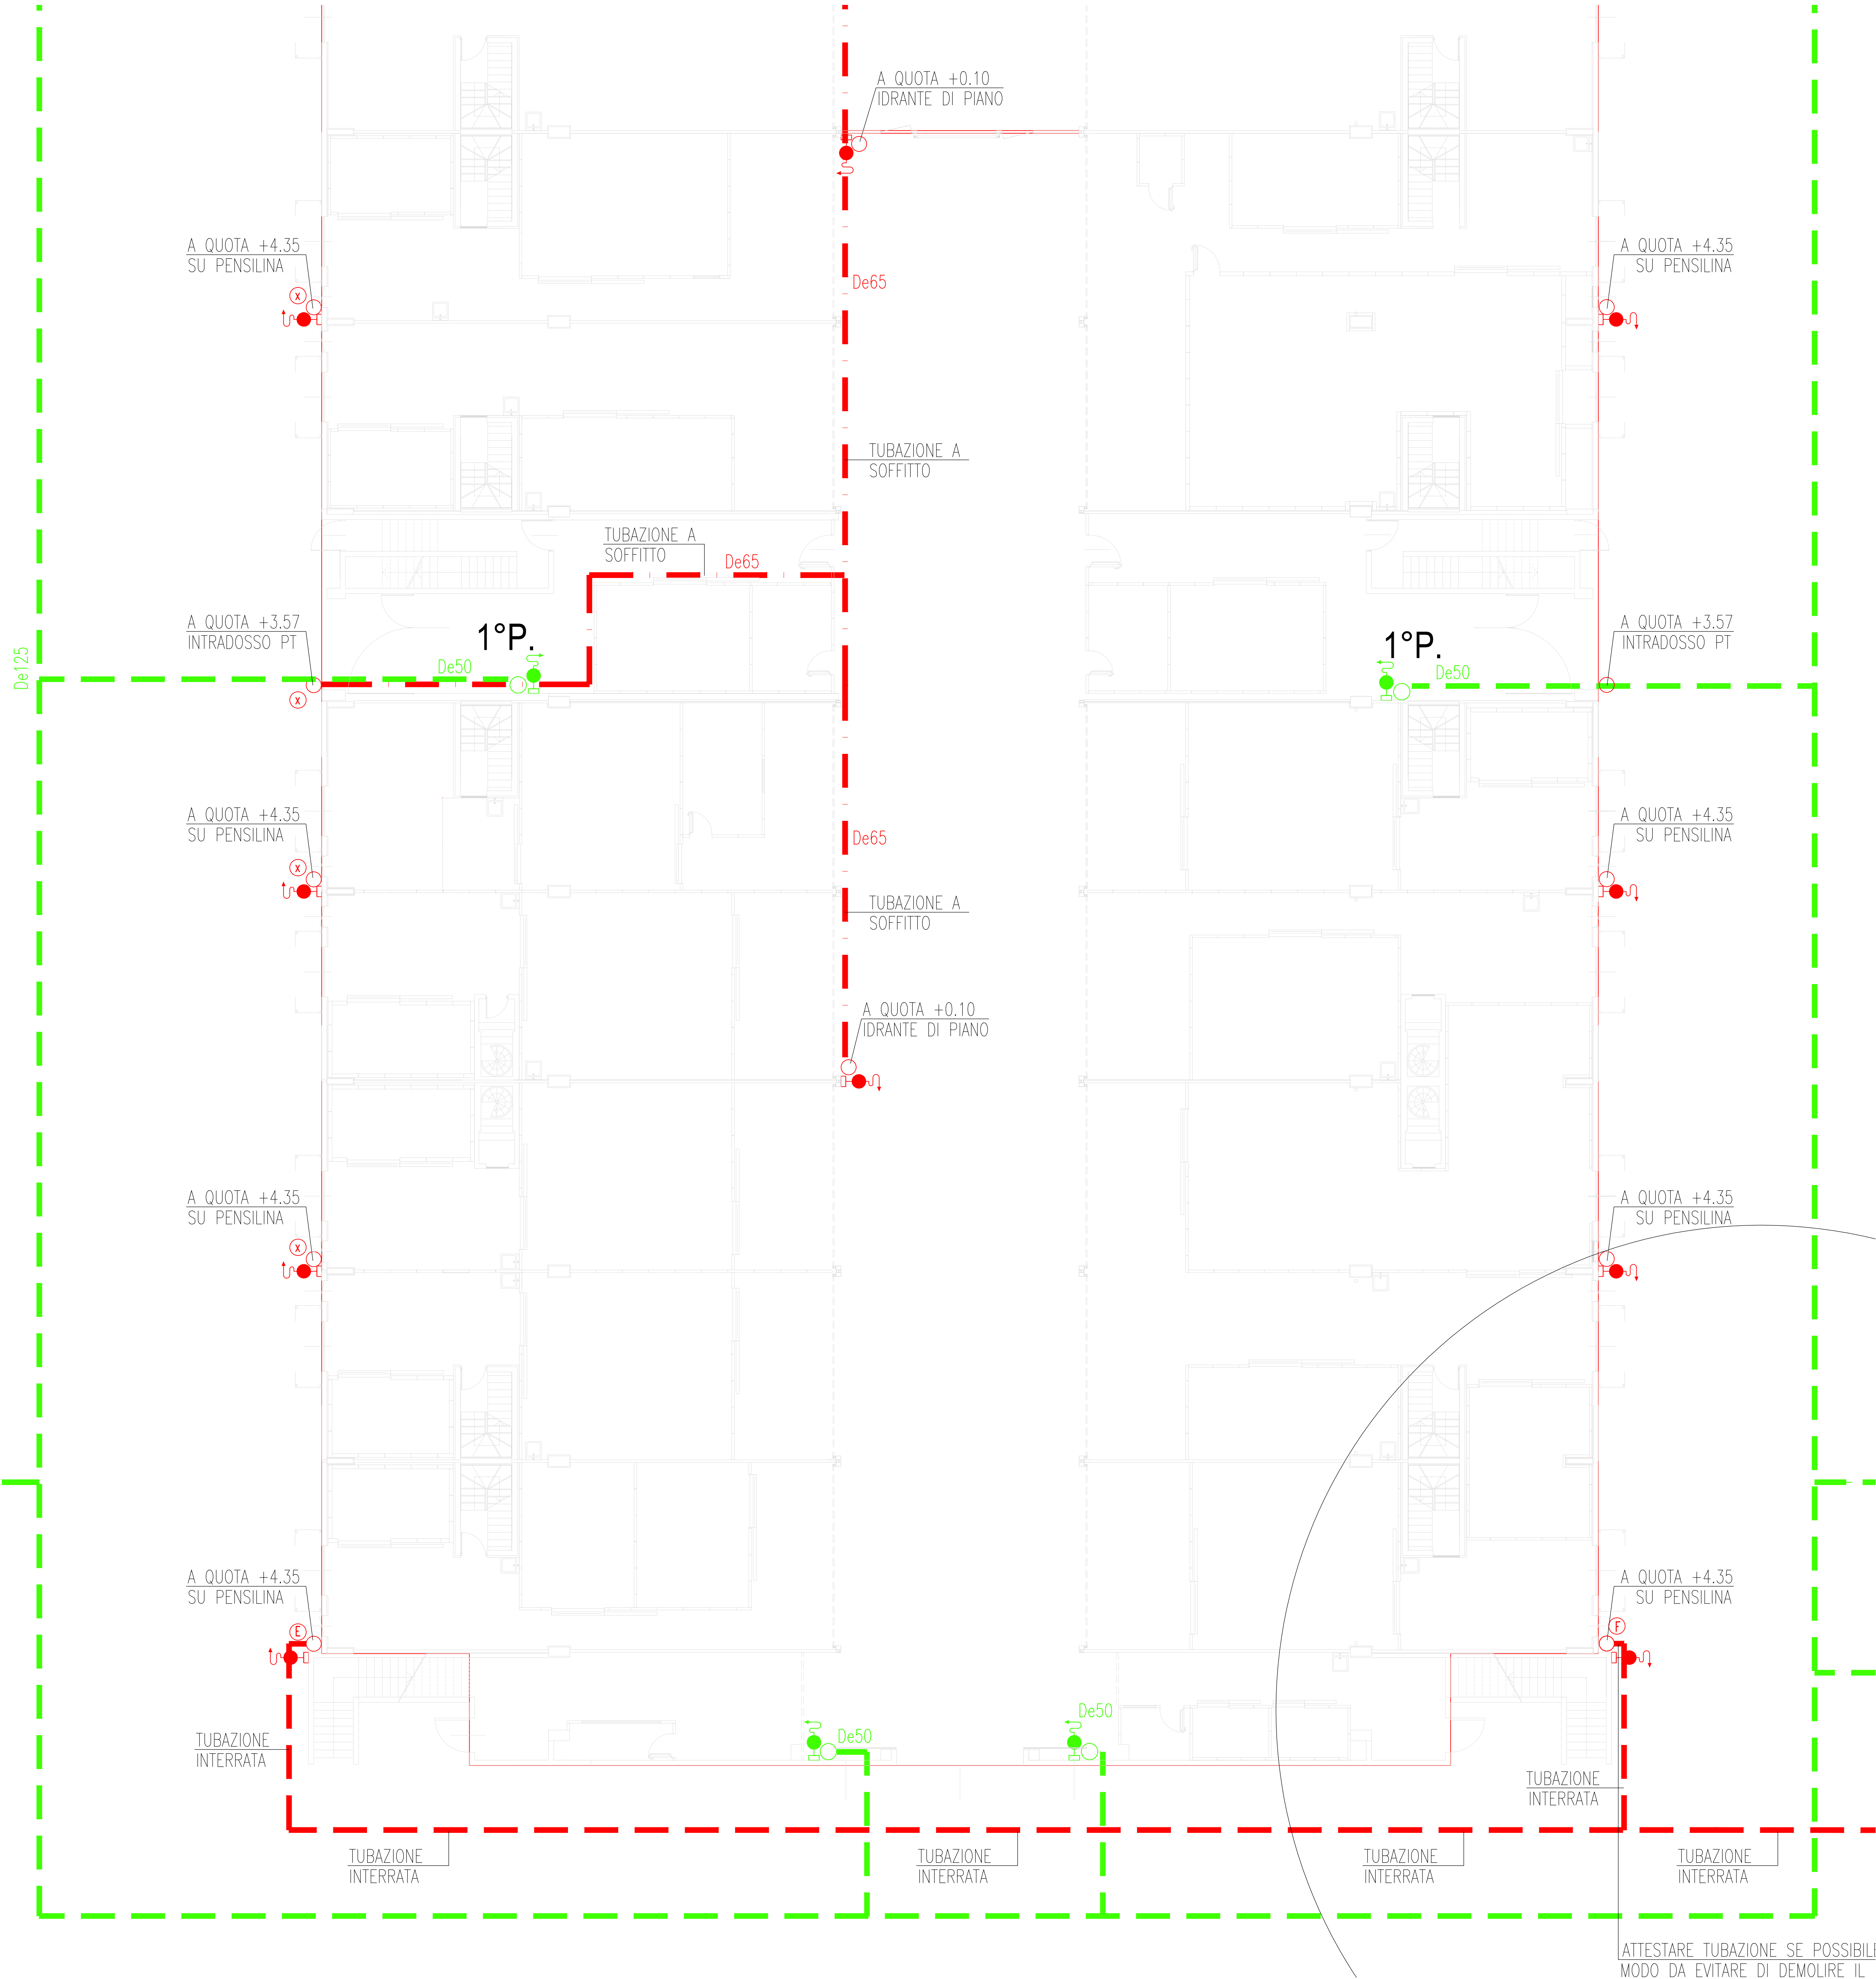 A QUOTA +0.10
IDRANTE DI PIANO
A QUOTA +4.35
SU PENSILINA
A QUOTA +4.35
SU PENSILINA
De65
X
TUBAZIONE A
SOFFITTO
TUBAZIONE A
SOFFITTO
De65
A QUOTA +3.57
INTRADOSSO PT
1°P.
1°P.
A QUOTA +3.57
INTRADOSSO PT
De125
De50
De50
X
A QUOTA +4.35
SU PENSILINA
De65
A QUOTA +4.35
SU PENSILINA
X
TUBAZIONE A
SOFFITTO
A QUOTA +0.10
IDRANTE DI PIANO
A QUOTA +4.35
SU PENSILINA
A QUOTA +4.35
SU PENSILINA
X
A QUOTA +4.35
SU PENSILINA
A QUOTA +4.35
SU PENSILINA
E
F
De50
De50
TUBAZIONE
INTERRATA
TUBAZIONE
INTERRATA
TUBAZIONE
INTERRATA
TUBAZIONE
INTERRATA
TUBAZIONE
INTERRATA
TUBAZIONE
INTERRATA
ATTESTARE TUBAZIONE SE POSSIBILE
MODO DA EVITARE DI DEMOLIRE IL